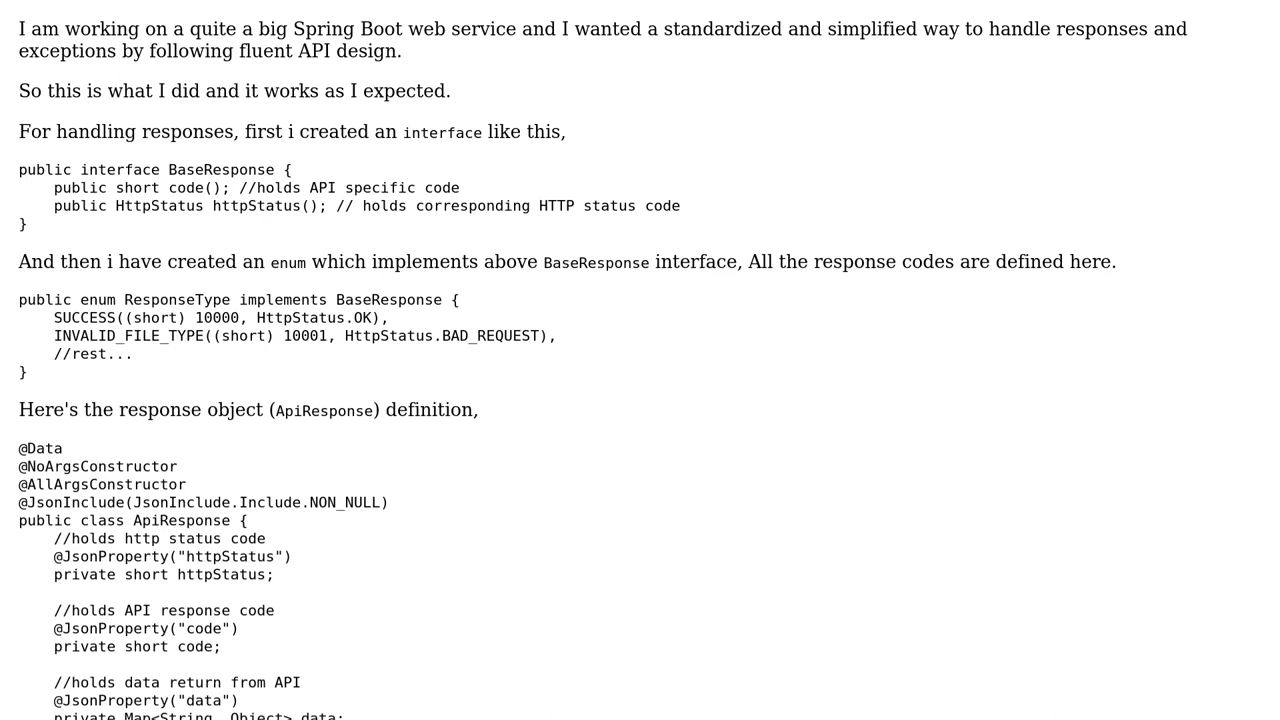 I am working on a quite a big Spring Boot web service and I wanted a standardized and simplified way to handle responses and
exceptions by following fluent API design.
So this is what I did and it works as I expected.
For handling responses, first i created an interface like this,
public interface BaseResponse {
    public short code(); //holds API specific code
    public HttpStatus httpStatus(); // holds corresponding HTTP status code
}
And then i have created an enum which implements above BaseResponse interface, All the response codes are defined here.
public enum ResponseType implements BaseResponse {
    SUCCESS((short) 10000, HttpStatus.OK),
    INVALID_FILE_TYPE((short) 10001, HttpStatus.BAD_REQUEST),
    //rest...
}
Here's the response object (ApiResponse) definition,
@Data
@NoArgsConstructor
@AllArgsConstructor
@JsonInclude(JsonInclude.Include.NON_NULL)
public class ApiResponse {
    //holds http status code
    @JsonProperty("httpStatus")
    private short httpStatus;
    //holds API response code
    @JsonProperty("code")
    private short code;
    //holds data return from API
    @JsonProperty("data")
    private Map<String, Object> data;